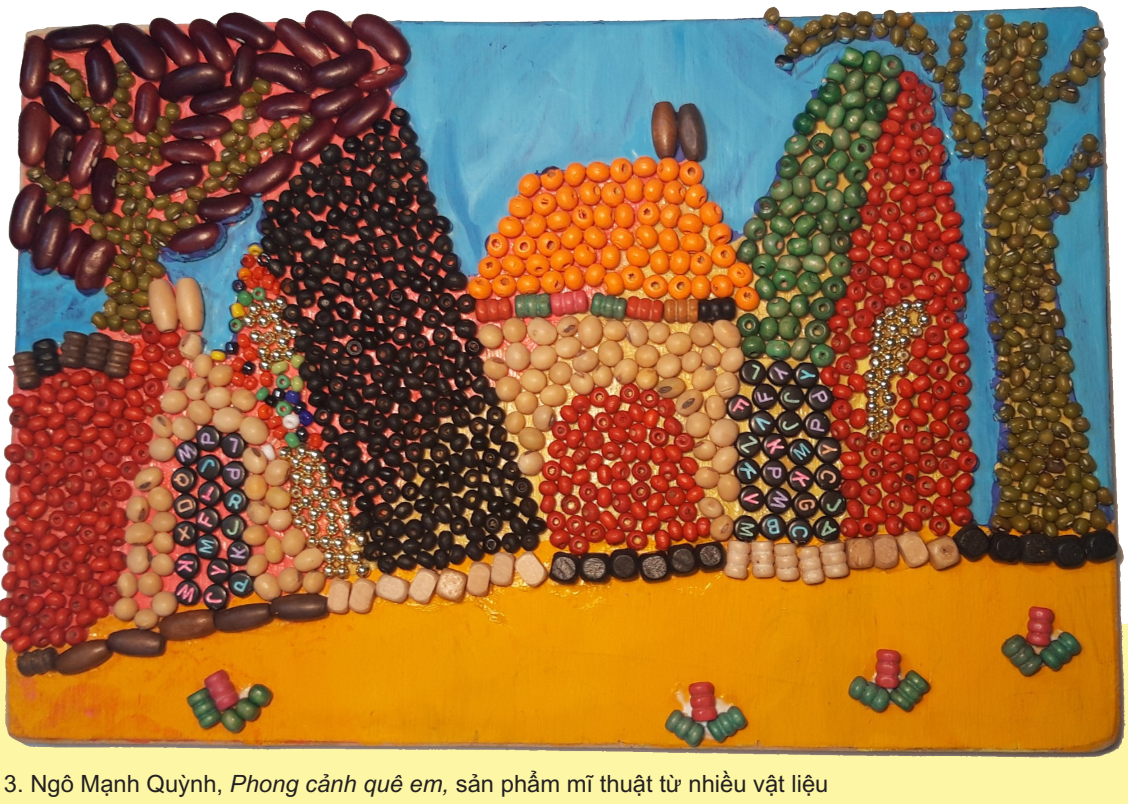 3. Ngô Mạnh Quỳnh, Phong cảnh quê em, sản phẩm mĩ thuật từ nhiều vật liệu